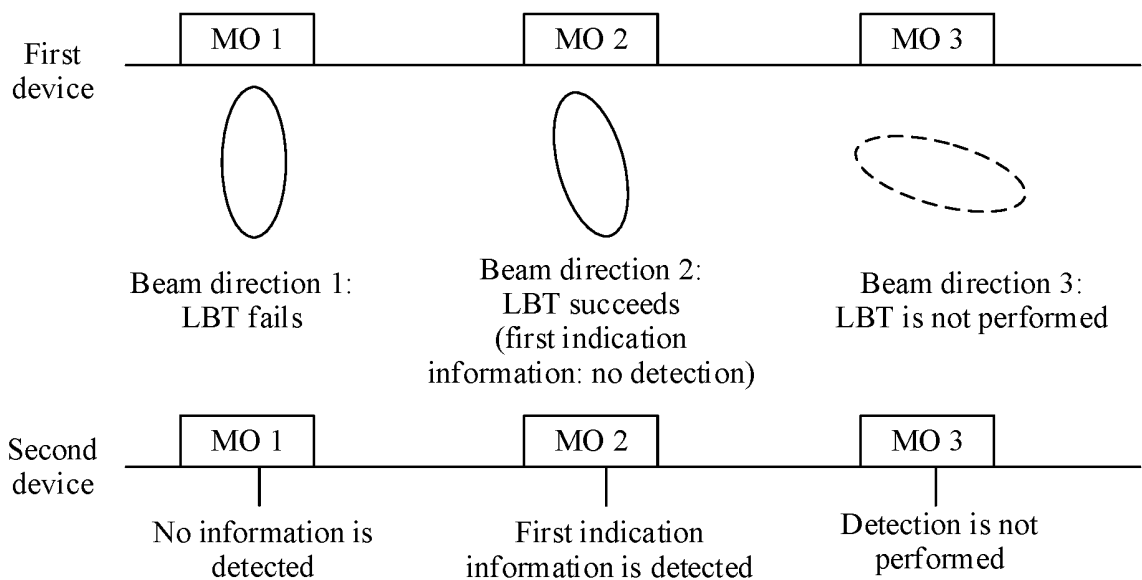 MO 1
MO 2
MO 3
First
device
Beam direction 1:
LBT fails
Beam direction 2:
LBT succeeds
(first indication
information: no detection)
Beam direction 3:
LBT is not performed
MO 1
MO 2
MO 3
Second
device
No information is
detected
First indication
information is detected
Detection is not
performed